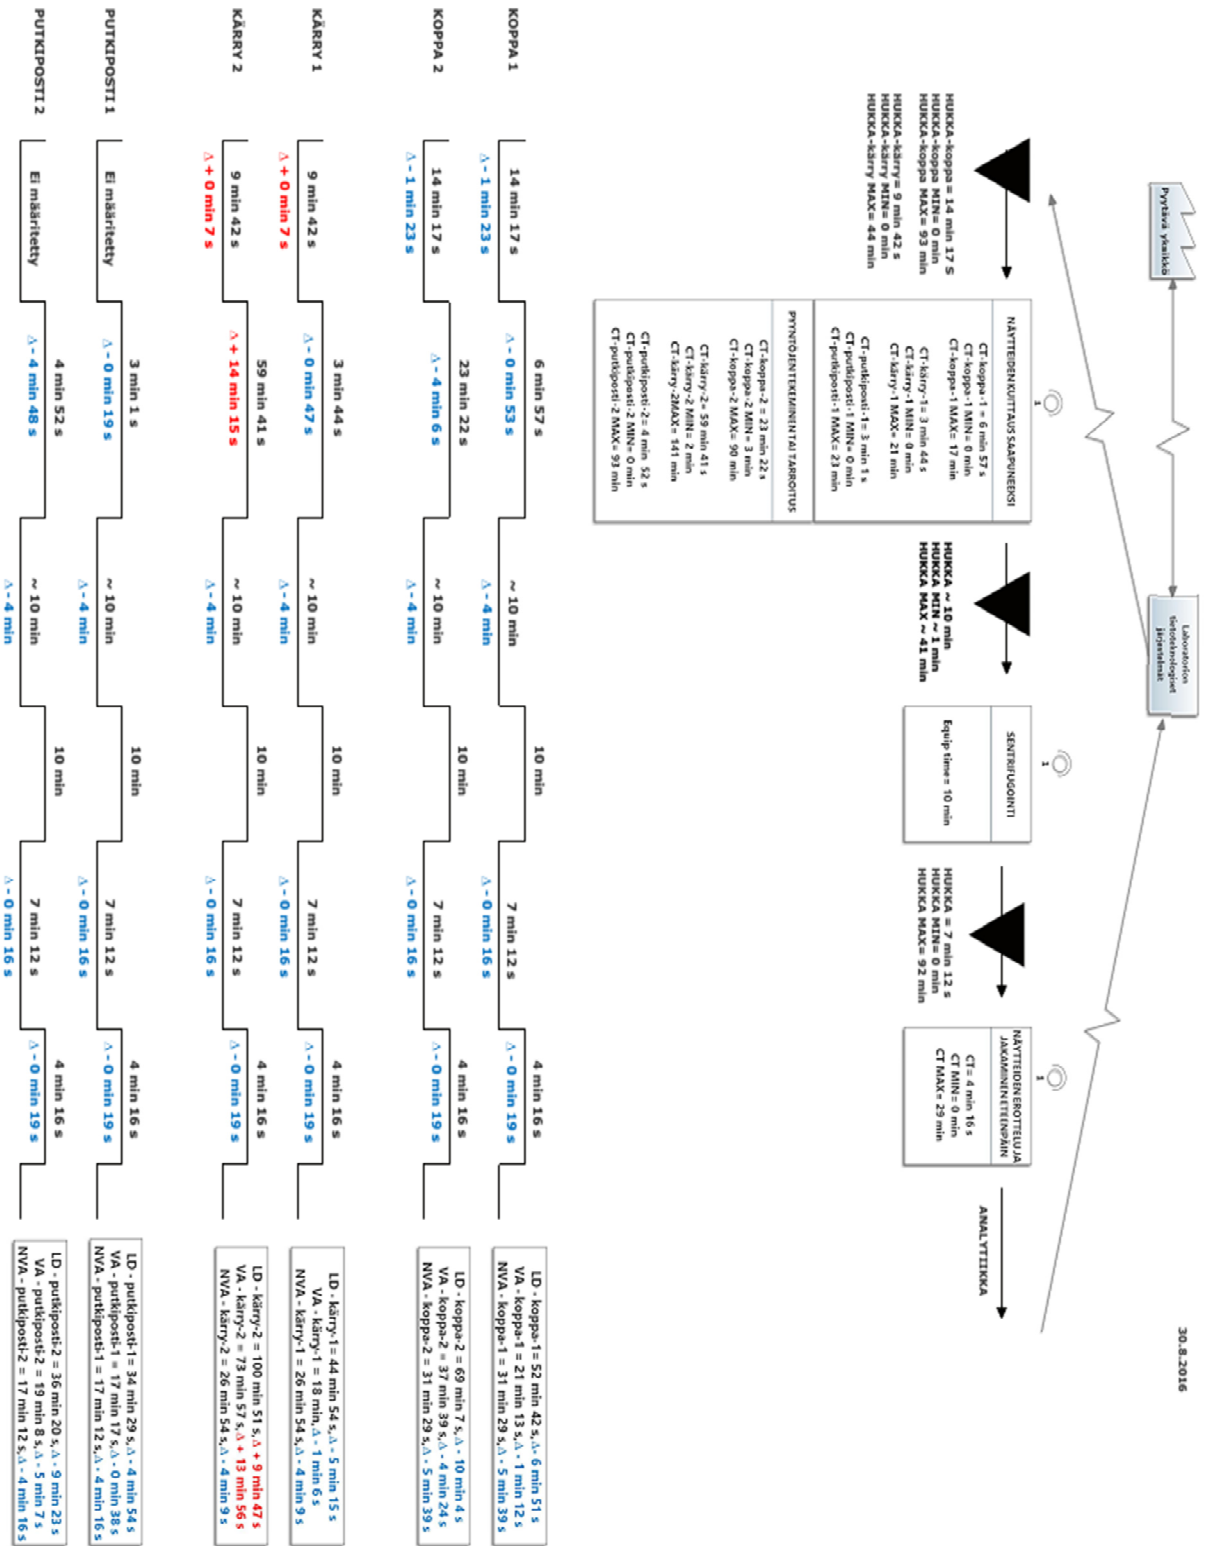 30.8.2016
Pyytävä yksikkö
Laboratorion
tietoteknologiset
järjestelmät
HUKKA-koppa = 14 min 17 S
HUKKA-koppa MIN= 0 min
HUKKA-koppa MAX= 93 min
HUKKA-kärry= 9 min 42 s
HUKKA-kärry MIN= 0 min
HUKKA-kärry MAX= 44 min
1
NÄYTTEIDEN KUITTAUS SAAPUNEEKSI
CT-koppa-1 = 6 min 57 s
CT-koppa-1 MIN= 0 min
CT-koppa-1 MAX= 17 min
CT-kärry-1= 3 min 44 s
CT-kärry-1 MIN= 0 min
CT-kärry-1 MAX= 21 min
CT-putkiposti-1= 3 min 1 s
CT-putkiposti-1 MIN= 0 min
CT-putkiposti-1 MAX= 23 min
PYYNTÖJEN TEKEMINEN TAI TARROITUS
CT-koppa-2 = 23 min 22 s
CT-koppa-2 MIN= 3 min
CT-koppa-2 MAX= 90 min
CT-kärry-2= 59 min 41 s
CT-kärry-2 MIN= 2 min
CT-kärry-2MAX= 141 min
CT-putkiposti-2= 4 min 52 s
CT-putkiposti-2 MIN= 0 min
CT-putkiposti-2 MAX= 93 min
HUKKA ~ 10 min
HUKKA MIN ~ 1 min
HUKKA MAX ~ 41 min
1
SENTRIFUGOINTI
Equip time= 10 min
HUKKA = 7 min 12 s
HUKKA MIN= 0 min
HUKKA MAX= 92 min
1
NÄYTTEIDEN EROTTELU JA
JAKAMINEN ETEENPÄIN
CT= 4 min 16 s
CT MIN= 0 min
CT MAX= 29 min
ANALYTIIKKA
KOPPA 1
14 min 17 s
Δ - 1 min 23 s
6 min 57 s
Δ - 0 min 53 s
~ 10 min
Δ - 4 min
10 min
7 min 12 s
Δ - 0 min 16 s
4 min 16 s
Δ - 0 min 19 s
LD - koppa-1= 52 min 42 s,Δ- 6 min 51 s
VA - koppa-1 = 21 min 13 s,Δ - 1 min 12 s
NVA - koppa-1 = 31 min 29 s,Δ - 5 min 39 s
KOPPA 2
14 min 17 s
Δ - 1 min 23 s
23 min 22 s
Δ - 4 min 6 s
~ 10 min
Δ - 4 min
10 min
7 min 12 s
Δ - 0 min 16 s
4 min 16 s
Δ - 0 min 19 s
LD - koppa-2 = 69 min 7 s,Δ - 10 min 4 s
VA - koppa-2 = 37 min 39 s,Δ - 4 min 24 s
NVA - koppa-2 = 31 min 29 s,Δ - 5 min 39 s
KÄRRY 1
9 min 42 s
Δ + 0 min 7 s
3 min 44 s
Δ - 0 min 47 s
~ 10 min
Δ - 4 min
10 min
7 min 12 s
Δ - 0 min 16 s
4 min 16 s
Δ - 0 min 19 s
LD - kärry-1= 44 min 54 s,Δ - 5 min 15 s
VA - kärry-1 = 18 min,Δ - 1 min 6 s
NVA - kärry-1 = 26 min 54 s,Δ - 4 min 9 s
KÄRRY 2
9 min 42 s
Δ + 0 min 7 s
59 min 41 s
Δ + 14 min 15 s
~ 10 min
Δ - 4 min
10 min
7 min 12 s
Δ - 0 min 16 s
4 min 16 s
Δ - 0 min 19 s
LD - kärry-2 = 100 min 51 s,Δ + 9 min 47 s
VA - kärry-2 = 73 min 57 s,Δ + 13 min 56 s
NVA - kärry-2 = 26 min 54 s,Δ - 4 min 9 s
PUTKIPOSTI 1
Ei määritetty
3 min 1 s
Δ - 0 min 19 s
~ 10 min
Δ - 4 min
10 min
7 min 12 s
Δ - 0 min 16 s
4 min 16 s
Δ - 0 min 19 s
LD - putkiposti-1= 34 min 29 s,Δ - 4 min 54 s
VA - putkiposti-1 = 17 min 17 s,Δ - 0 min 38 s
NVA - putkiposti-1 = 17 min 12 s,Δ - 4 min 16 s
PUTKIPOSTI 2
Ei määritetty
4 min 52 s
Δ - 4 min 48 s
~ 10 min
Δ - 4 min
10 min
7 min 12 s
Δ - 0 min 16 s
4 min 16 s
Δ - 0 min 19 s
LD - putkiposti-2 = 36 min 20 s,Δ - 9 min 23 s
VA - putkiposti-2 = 19 min 8 s,Δ - 5 min 7 s
NVA - putkiposti-2 = 17 min 12 s,Δ - 4 min 16 s